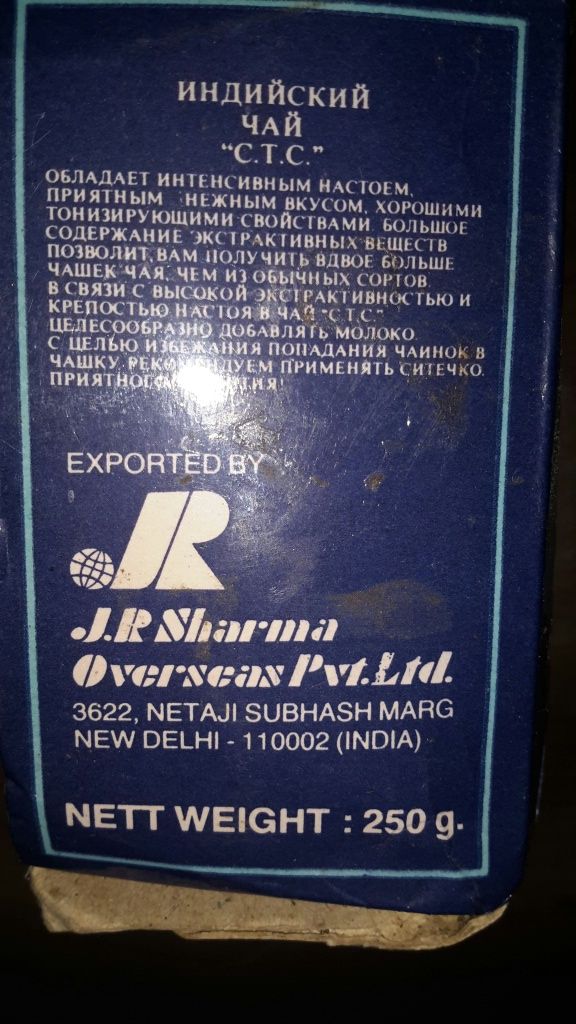 ИНДИЙСКИЙ
ЧАЙ
"С.Т.С."
ОБЛАДАЕТ ИНТЕНСИВНЫМ НАСТОЕМ,
ПРИЯТНЫМ НЕЖНЫМ ВКУСОМ, ХОРОШИМИ
ТОНИЗИРУЮЩИМИ СВОЙСТВАМИ. БОЛЬШОЕ
СОДЕРЖАНИЕ ЭКСТРАКТИВНЫХ ВЕЩЕСТВ
ПОЗВОЛИТ ВАМ ПОЛУЧИТЬ ВДВОЕ БОЛЬШЕ
ЧАШЕК ЧАЯ, ЧЕМ ИЗ ОБЫЧНЫХ СОРТОВ.
В СВЯЗИ С ВЫСОКОЙ ЭКСТРАКТИВНОСТЬЮ И
КРЕПОСТЬЮ НАСТОЯ В ЧАЙ "С.Т.С."
ЦЕЛЕСООБРАЗНО ДОБАВЛЯТЬ МОЛОКО.
С ЦЕЛЬЮ ИЗБЕЖАНИЯ ПОПАДАНИЯ ЧАИНОК В
ЧАШКУ РЕКОМЕНДУЕМ ПРИМЕНЯТЬ СИТЕЧКО.
ПРИЯТНОГО
EXPORTED BY
JR
J.R Sharma
Overseas Pvt.Ltd.
3622, NETAJI SUBHASH MARG
NEW DELHI - 110002 (INDIA)
NETT WEIGHT : 250 g.